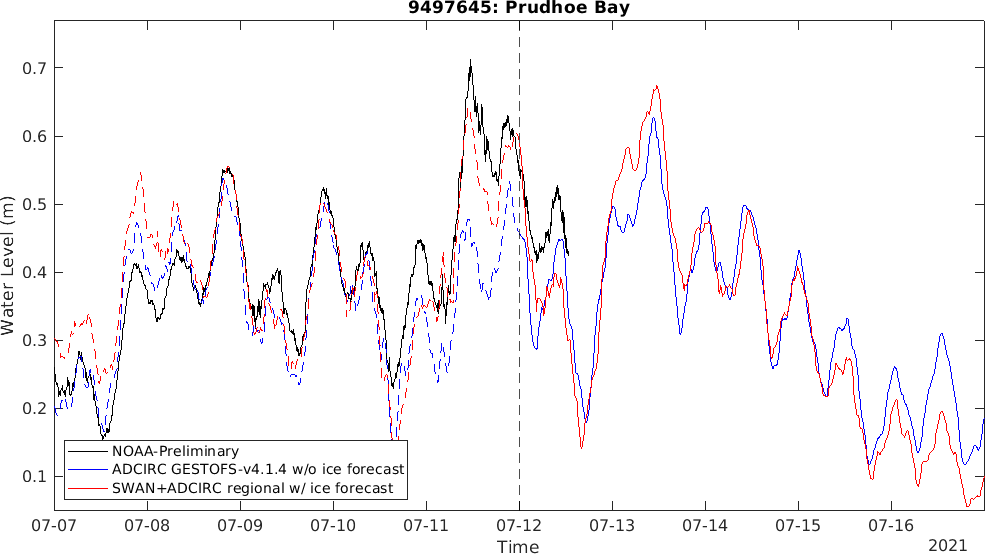 9497645: Prudhoe Bay
Water Level (m)
0.7
0.6
0.5
0.4
0.3
0.2
0.1
NOAA-Preliminary
ADCIRC GESTOFS-v4.1.4 w/o ice forecast
SWAN+ADCIRC regional w/ ice forecast
07-07 07-08 07-09 07-10 07-11 07-12 07-13 07-14 07-15 07-16
Time
2021